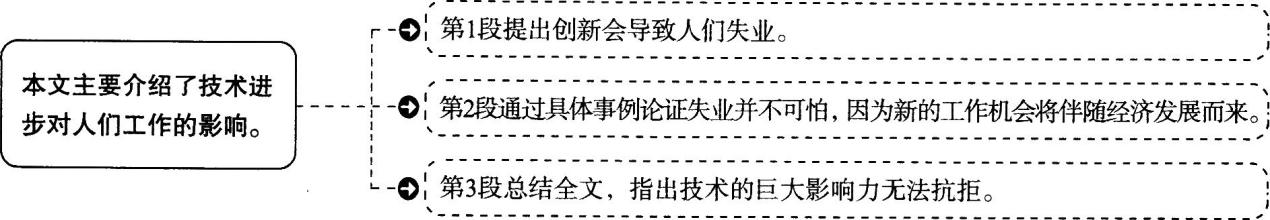 本文主要介绍了技术进
步对人们工作的影响。
第1段提出创新会导致人们失业。
第2段通过具体事例论证失业并不可怕，因为新的工作机会将伴随经济发展而来。
第3段总结全文，指出技术的巨大影响力无法抗拒。